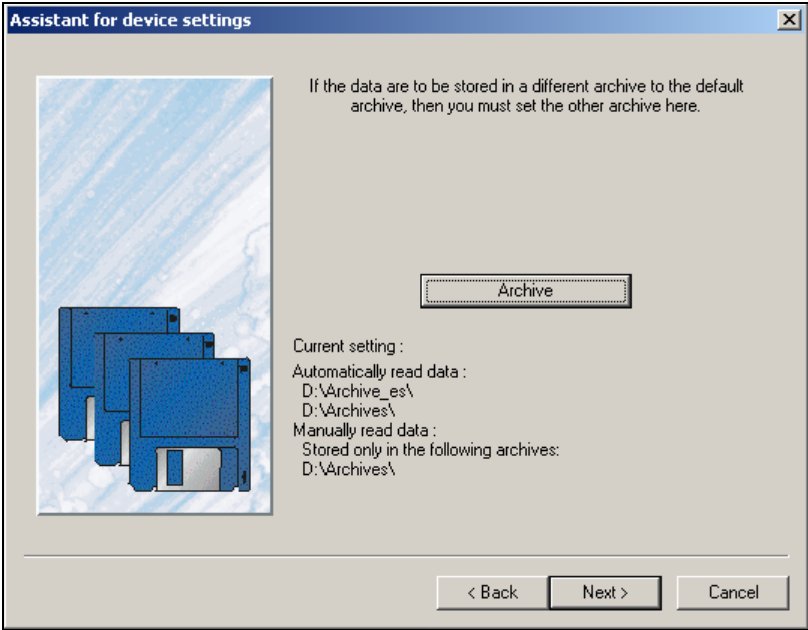 Assistant for device settings
If the data are to be stored in a different archive to the default
archive, then you must set the other archive here.
Archive
Current setting :
Automatically read data :
D:\Archive_es\
D:\Archives\
Manually read data :
Stored only in the following archives:
D:\Archives\
< Back
Next >
Cancel